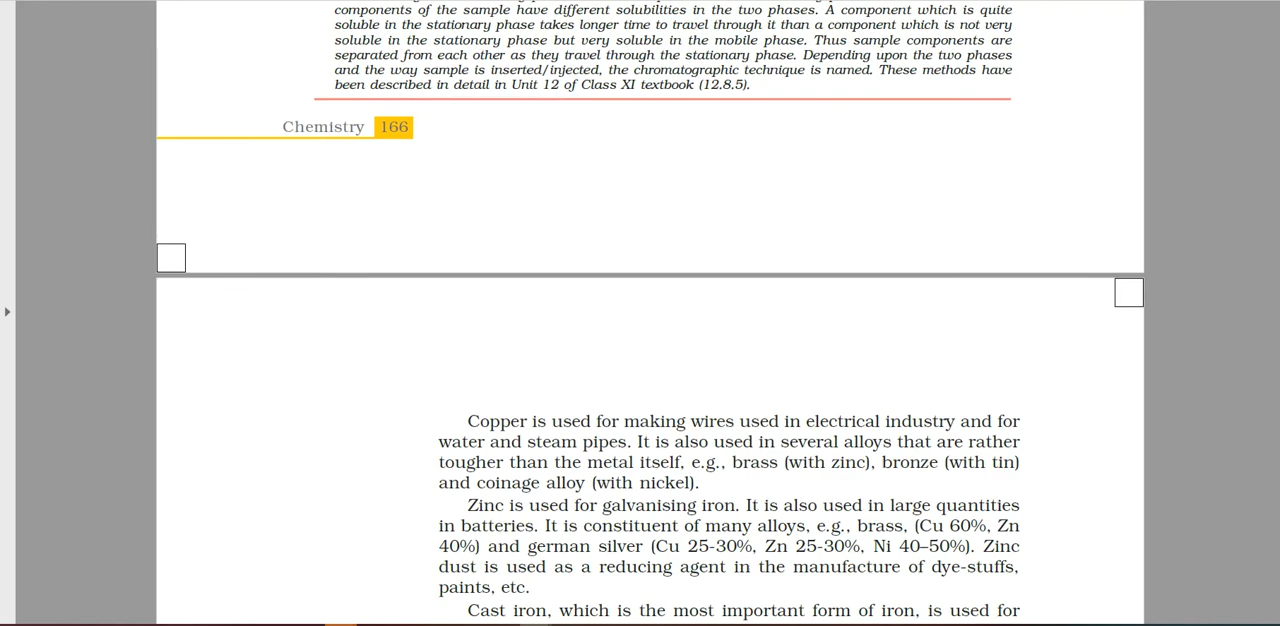 components of the sample have different solubilities in the two phases. A component which is quite
soluble in the stationary phase takes longer time to travel through it than a component which is not very
soluble in the stationary phase but very soluble in the mobile phase. Thus sample components are
separated from each other as they travel through the stationary phase. Depending upon the two phases
and the way sample is inserted/injected, the chromatographic technique is named. These methods have
been described in detail in Unit 12 of Class XI textbook (12.8.5).
Chemistry 166
Copper is used for making wires used in electrical industry and for
water and steam pipes. It is also used in several alloys that are rather
tougher than the metal itself, e.g., brass (with zinc), bronze (with tin)
and coinage alloy (with nickel).
Zinc is used for galvanising iron. It is also used in large quantities
in batteries. It is constituent of many alloys, e.g., brass, (Cu 60%, Zn
40%) and german silver (Cu 25-30%, Zn 25-30%, Ni 40–50%). Zinc
dust is used as a reducing agent in the manufacture of dye-stuffs,
paints, etc.
Cast iron, which is the most important form of iron, is used for